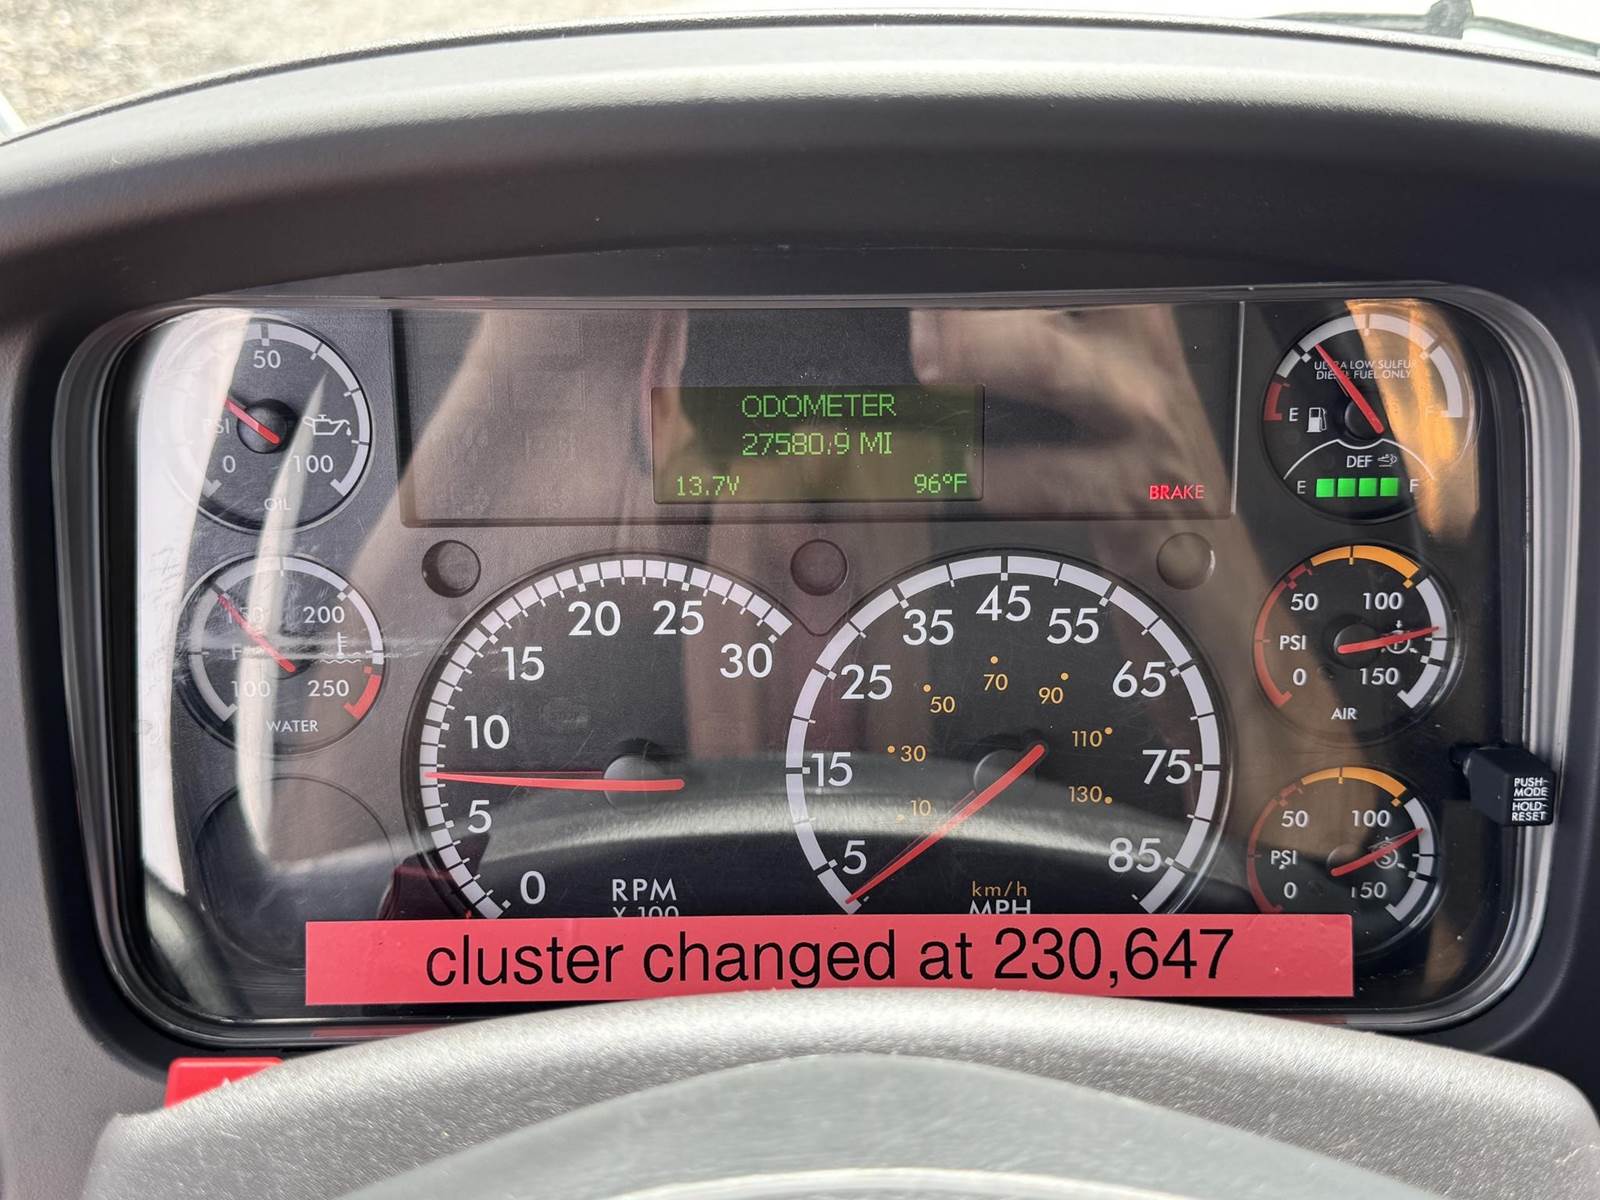 50
PSI
0
100
OIL
ODOMETER
27580.9 MI
13.7V
96°F
BRAKE
ULTRA LOW SULFUR
DIESEL FUEL ONLY
E
F
DEF
E
F
150
200
F
100
250
WATER
0
5
10
15
20
25
30
RPM
X 100
5
15
25
35
45
55
65
75
85
10
30
50
70
90
110
130
km/h
MPH
50
100
PSI
0
150
AIR
50
100
PSI
0
150
PUSH-
MODE
HOLD-
RESET
cluster changed at 230,647